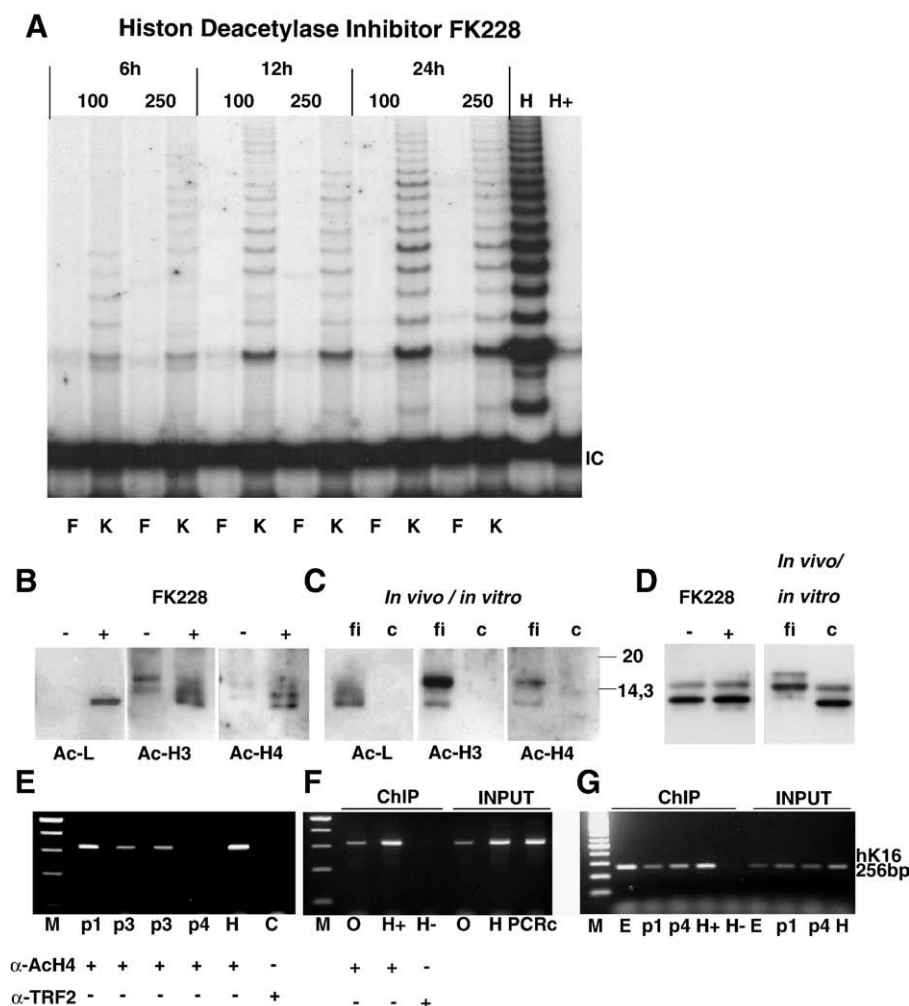 A Histon Deacetylase Inhibitor FK228
6h 12h 24h
100 250 100 250 100 250 H H+
IC
F K F K F K F K F K F K
B C D
FK228 In vivo / in vitro FK228 In vivo/ in vitro
- + - + - + fi c fi c fi c - + fi c
20
14,3
Ac-L Ac-H3 Ac-H4 Ac-L Ac-H3 Ac-H4
E F G
ChIP INPUT ChIP INPUT
hK16
256bp
M p1 p3 p3 p4 H C M O H+ H- O H PCRc M E p1 p4 H+ H- E p1 p4 H
α-AcH4 + + + + + - + + -
α-TRF2 - - - - - + - - +